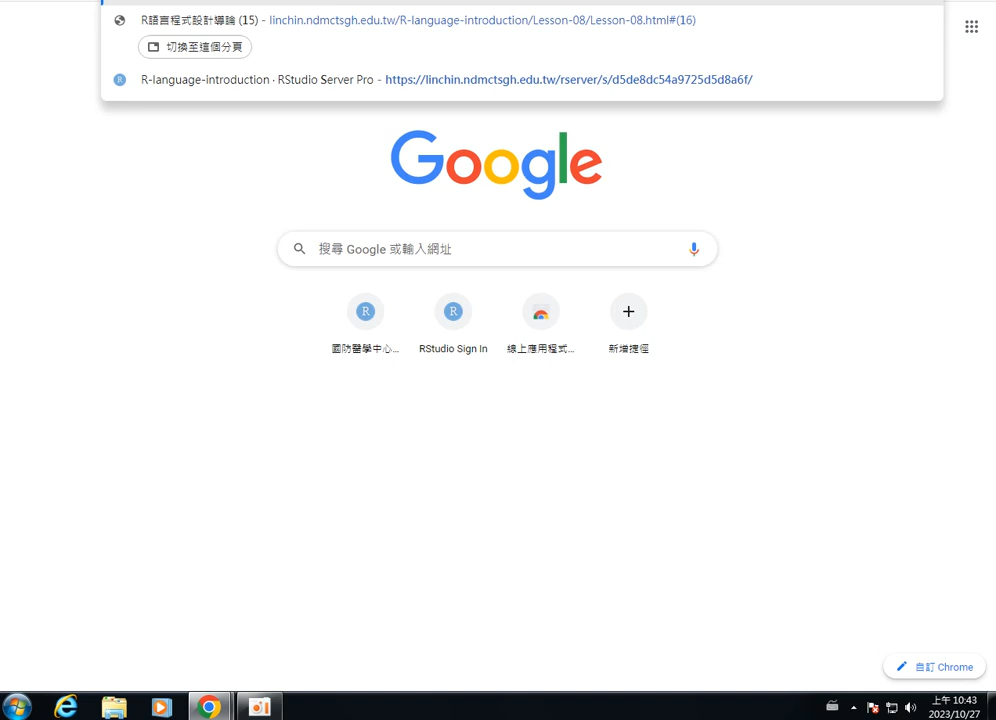 R語言程式設計導論 (15) - linchin.ndmctsgh.edu.tw/R-language-introduction/Lesson-08/Lesson-08.html#(16)
切換至這個分頁
R R-language-introduction · RStudio Server Pro - https://linchin.ndmctsgh.edu.tw/rserver/s/d5de8dc54a9725d5d8a6f/
Google
搜尋 Google 或輸入網址
R R
國防醫學中心... RStudio Sign In 線上應用程式... 新增捷徑
自訂 Chrome
上午 10:43
2023/10/27